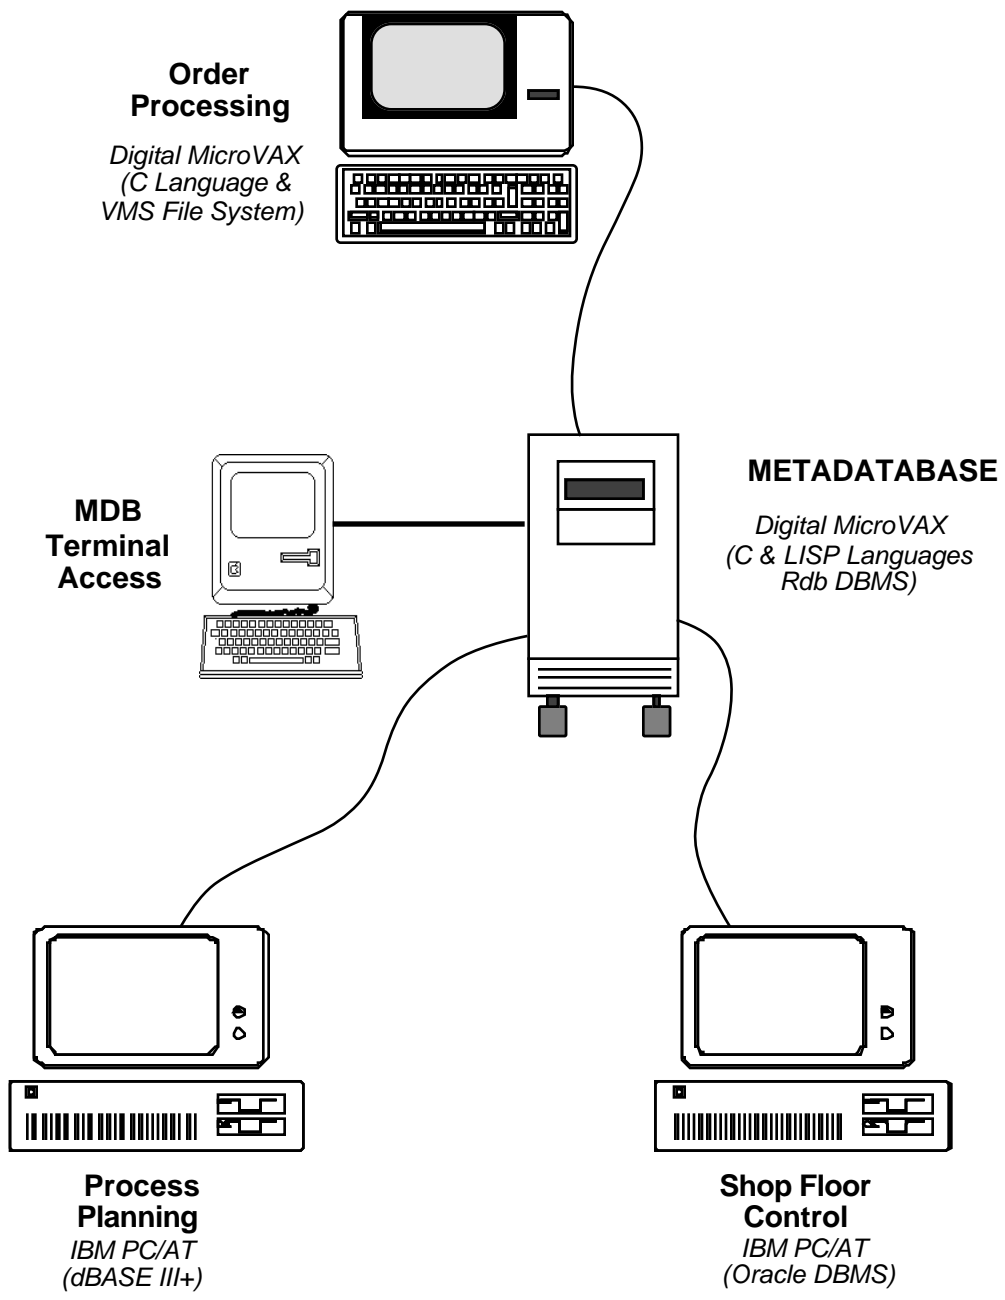 Order
Processing
Digital MicroVAX
(C Language &
VMS File System)
METADATABASE
Digital MicroVAX
(C & LISP Languages
Rdb DBMS)
MDB
Terminal
Access
Process
Planning
IBM PC/AT
(dBASE III+)
Shop Floor
Control
IBM PC/AT
(Oracle DBMS)